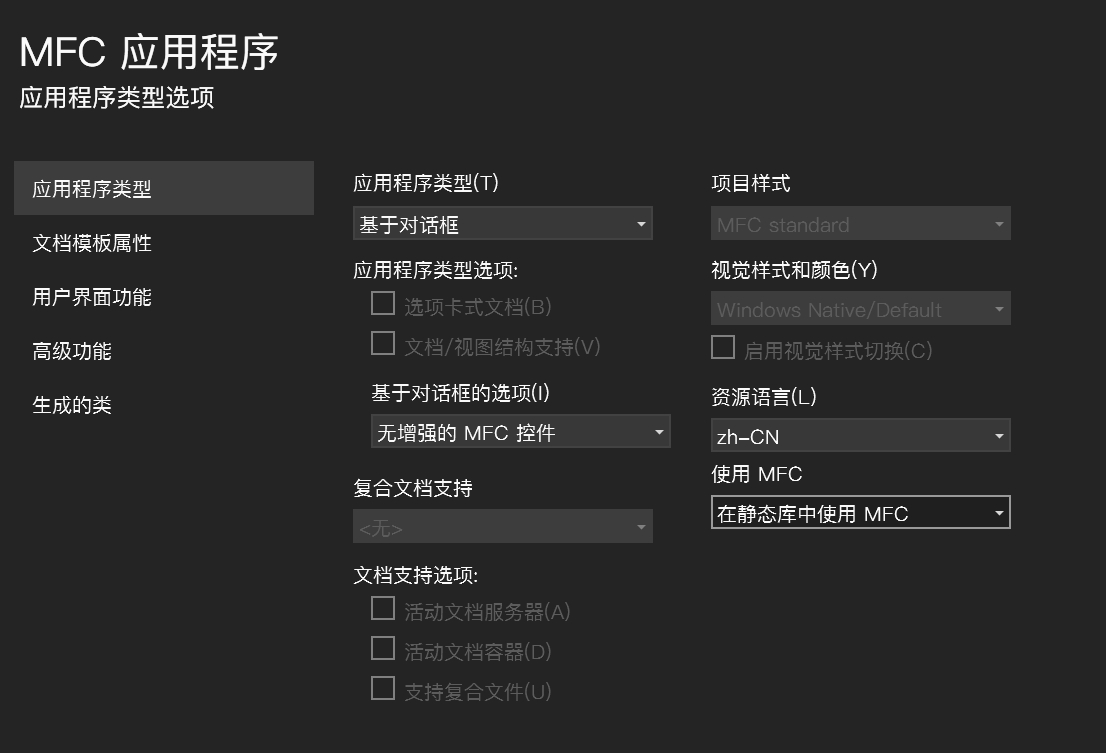 MFC 应用程序
应用程序类型选项
应用程序类型
文档模板属性
用户界面功能
高级功能
生成的类
应用程序类型(T)
基于对话框
应用程序类型选项:
选项卡式文档(B)
文档/视图结构支持(V)
基于对话框的选项(I)
无增强的 MFC 控件
复合文档支持
<无>
文档支持选项:
活动文档服务器(A)
活动文档容器(D)
支持复合文件(U)
项目样式
MFC standard
视觉样式和颜色(Y)
Windows Native/Default
启用视觉样式切换(C)
资源语言(L)
zh-CN
使用 MFC
在静态库中使用 MFC